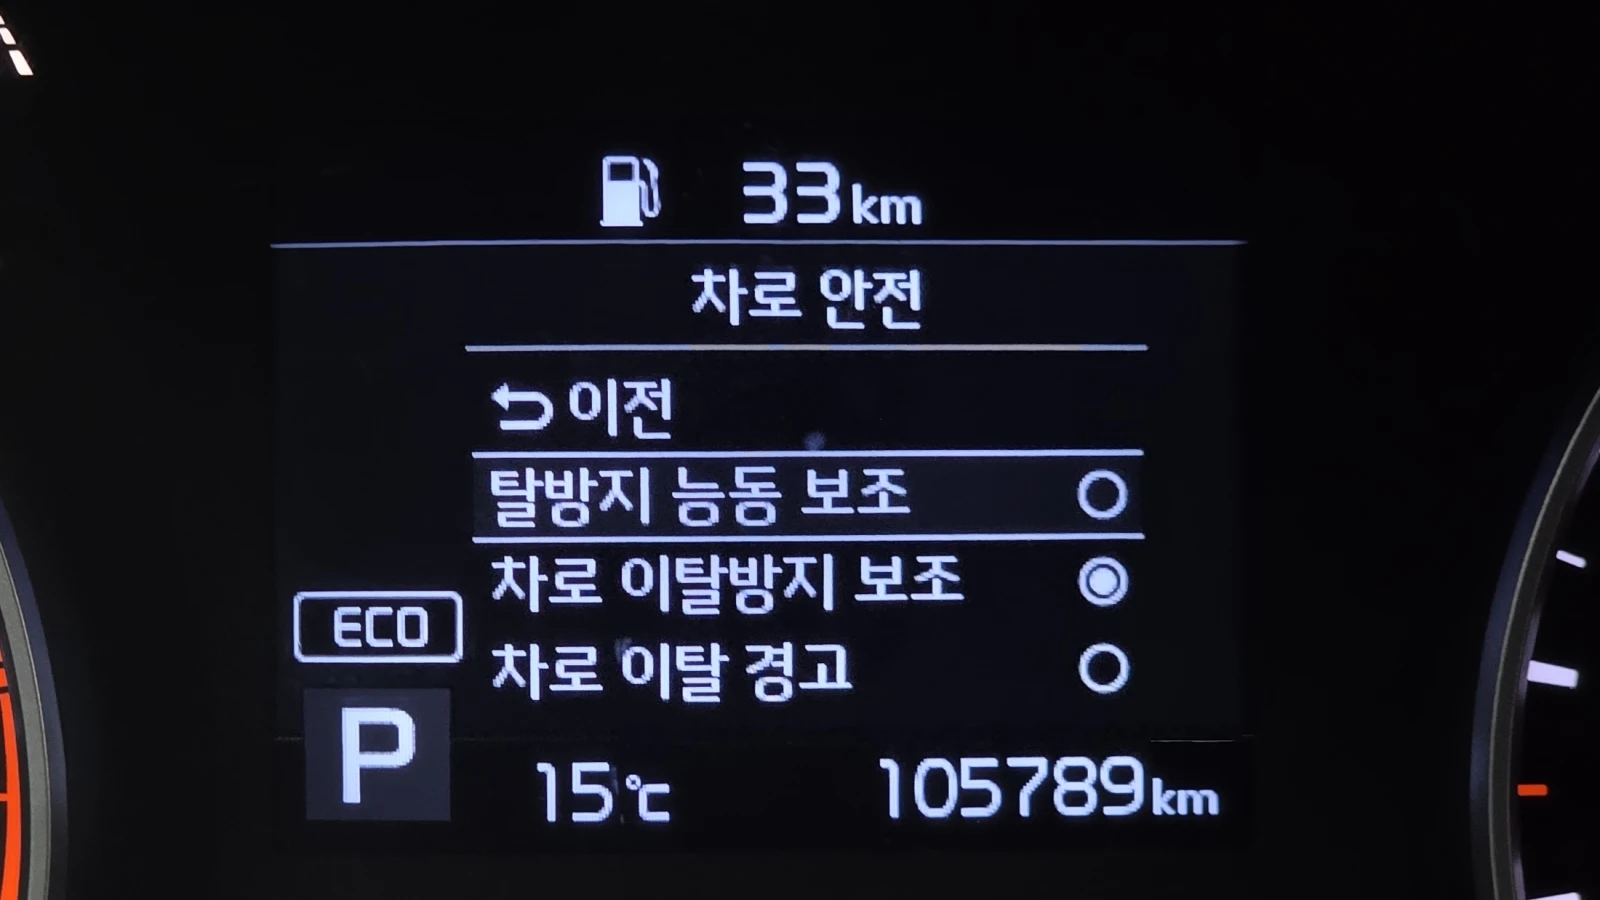 33km
차로 안전
이전
탈방지 능동 보조
차로 이탈방지 보조
차로 이탈 경고
ECO
P
15℃
105789km